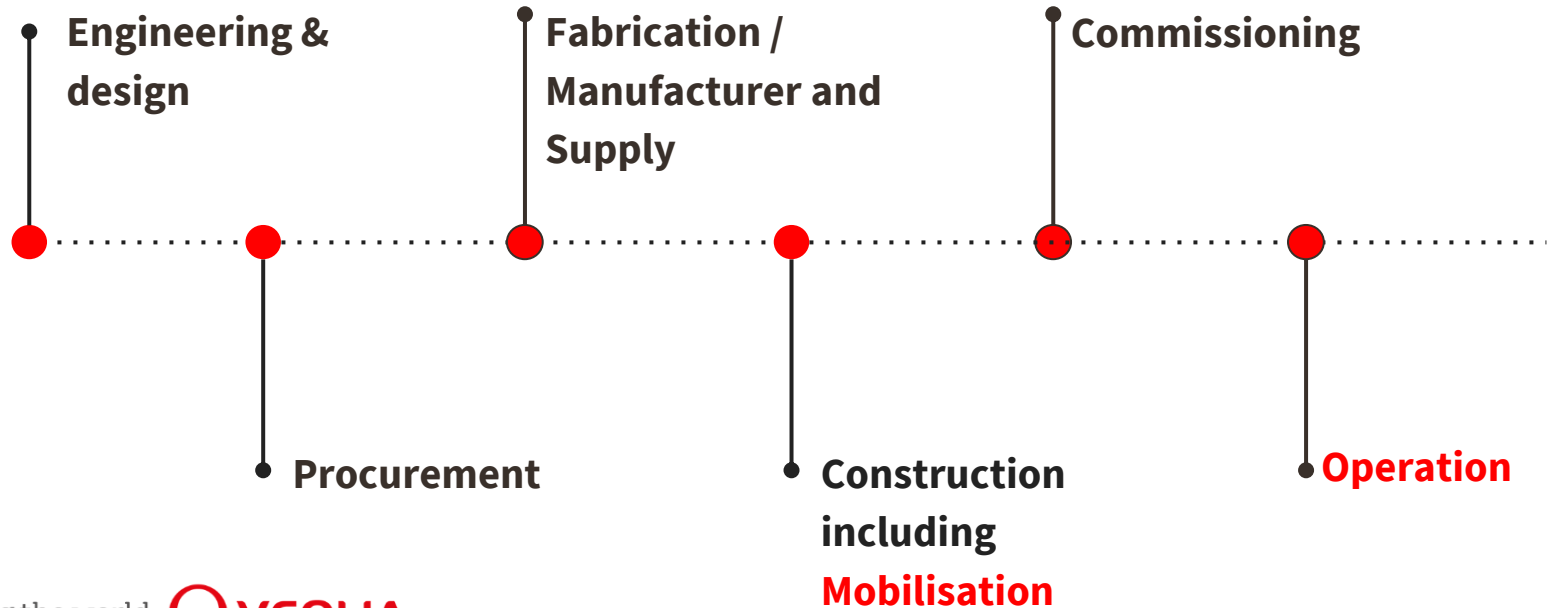 Engineering &
design
Fabrication /
Manufacturer and
Supply
Commissioning
Procurement
Construction
including
Mobilisation
Operation